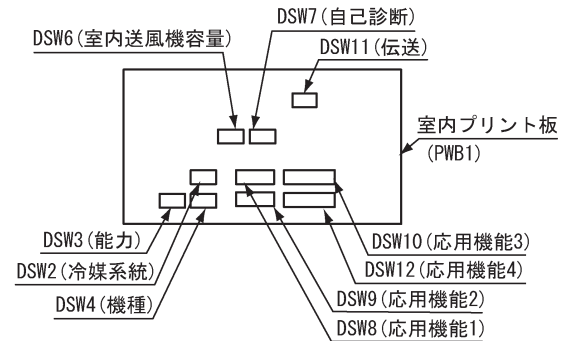 DSW7(自己診断)
DSW6(室内送風機容量)
DSW11(伝送)
室内プリント板
(PWB1)
DSW3(能力)
DSW10(応用機能3)
DSW2(冷媒系統)
DSW12(応用機能4)
DSW4(機種)
DSW9(応用機能2)
DSW8(応用機能1)